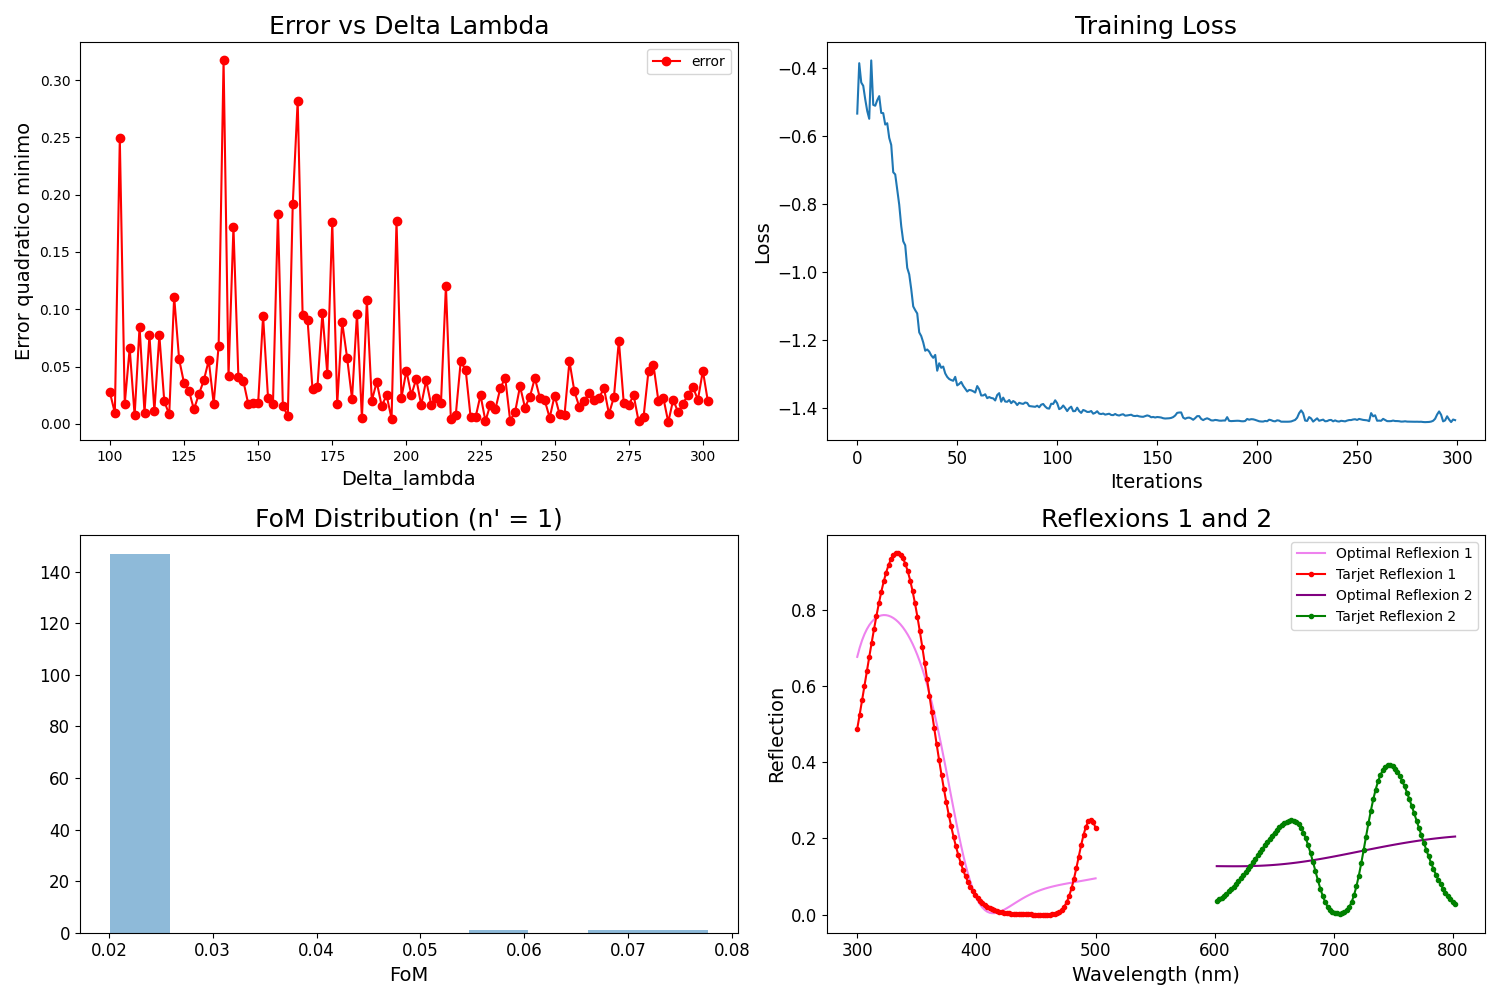 Error vs Delta Lambda
error
Error quadratico minimo
0.30
0.25
0.20
0.15
0.10
0.05
0.00
100 125 150 175 200 225 250 275 300
Delta_lambda
Training Loss
Loss
−0.4
−0.6
−0.8
−1.0
−1.2
−1.4
0 50 100 150 200 250 300
Iterations
FoM Distribution (n' = 1)
140
120
100
80
60
40
20
0
0.02 0.03 0.04 0.05 0.06 0.07 0.08
FoM
Reflexions 1 and 2
Optimal Reflexion 1
Tarjet Reflexion 1
Optimal Reflexion 2
Tarjet Reflexion 2
Reflection
0.8
0.6
0.4
0.2
0.0
300 400 500 600 700 800
Wavelength (nm)